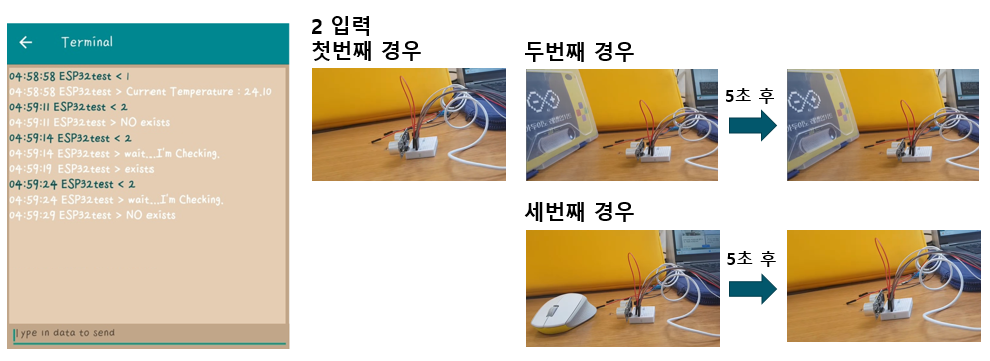 Terminal
04:58:58 ESP32test < 1
04:58:58 ESP32test > Current Temperature : 24.10
04:59:11 ESP32test < 2
04:59:11 ESP32test > NO exists
04:59:14 ESP32test < 2
04:59:14 ESP32test > wait...I'm Checking.
04:59:19 ESP32test > exists
04:59:24 ESP32test < 2
04:59:24 ESP32test > wait...I'm Checking.
04:59:29 ESP32test > NO exists
Type in data to send
2 입력
첫번째 경우
두번째 경우
5초 후
세번째 경우
5초 후